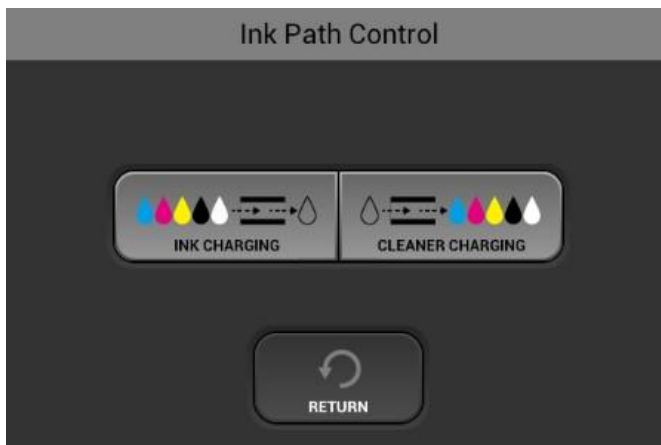 Ink Path Control
INK CHARGING
CLEANER CHARGING
RETURN